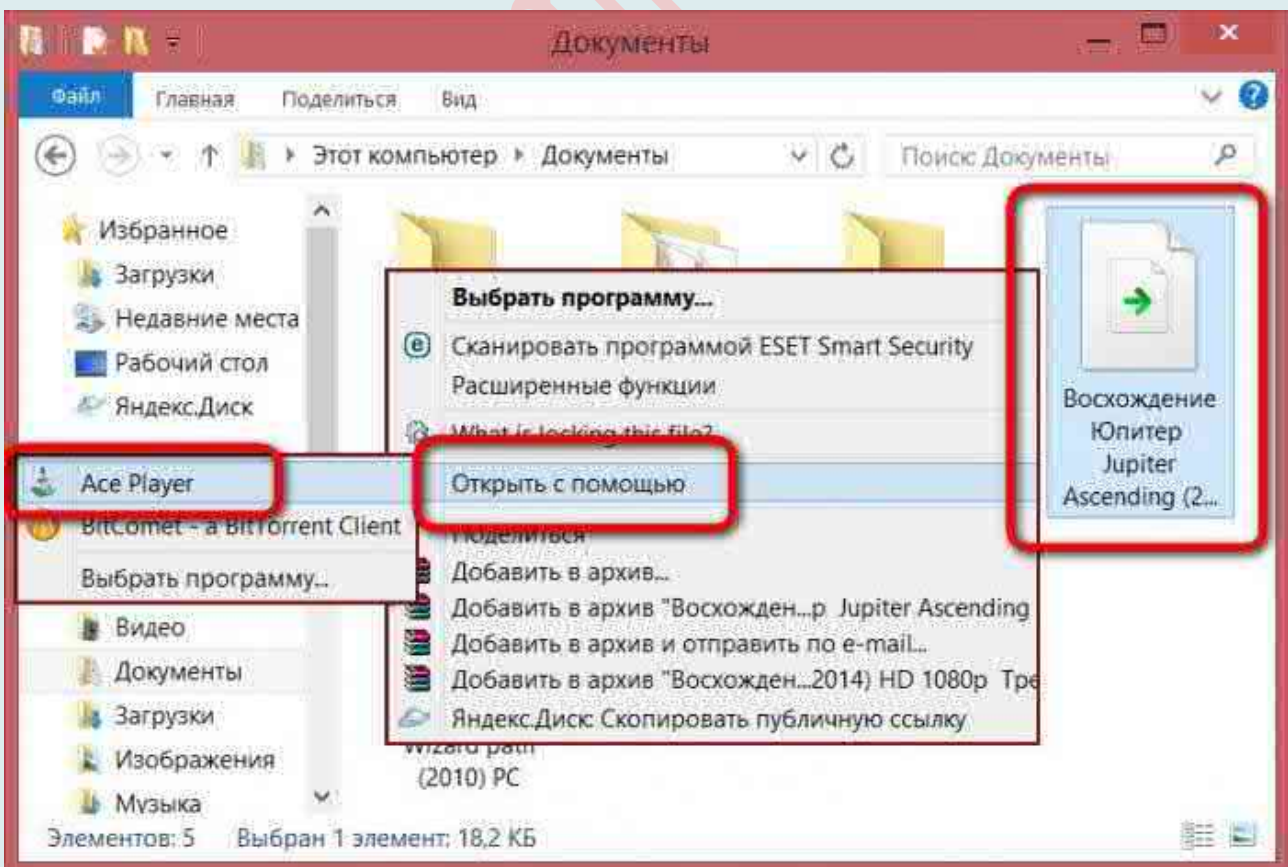 Документы
Файл Главная Поделиться Вид
Этот компьютер Документы Поиск: Документы
Избранное
Загрузки
Недавние места
Рабочий стол
Яндекс.Диск
Ace Player
BitComet - a BitTorrent Client
Выбрать программу...
Видео
Документы
Загрузки
Изображения
Музыка
Выбрать программу...
Сканировать программой ESET Smart Security
Расширенные функции
What is locking this file?
Открыть с помощью
Поделиться
Добавить в архив...
Добавить в архив "Восхожден...р Jupiter Ascending
Добавить в архив и отправить по e-mail...
Добавить в архив "Восхожден...2014) HD 1080p Тре
Яндекс.Диск: Скопировать публичную ссылку
Wizard path
(2010) PC
Восхождение
Юпитер
Jupiter
Ascending (2...
Элементов: 5 Выбран 1 элемент: 18,2 КБ